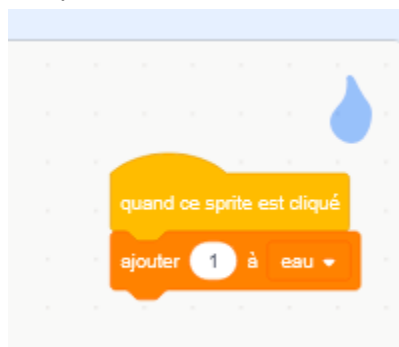 quand ce sprite est cliqué
ajouter 1 à eau